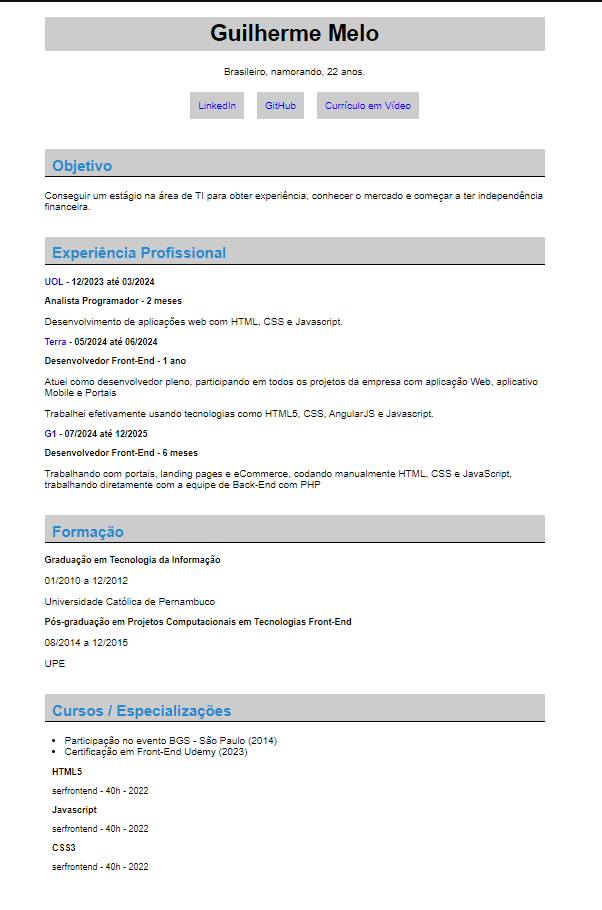 Guilherme Melo
Brasileiro, namorando, 22 anos.
LinkedIn GitHub Currículo em Vídeo
Objetivo
Conseguir um estágio na área de TI para obter experiência, conhecer o mercado e começar a ter independência
financeira.
Experiência Profissional
UOL - 12/2023 até 03/2024
Analista Programador - 2 meses
Desenvolvimento de aplicações web com HTML, CSS e Javascript.
Terra - 05/2024 até 06/2024
Desenvolvedor Front-End - 1 ano
Atuei como desenvolvedor pleno, participando em todos os projetos da empresa com aplicação Web, aplicativo
Mobile e Portais
Trabalhei efetivamente usando tecnologias como HTML5, CSS, AngularJS e Javascript.
G1 - 07/2024 até 12/2025
Desenvolvedor Front-End - 6 meses
Trabalhando com portais, landing pages e eCommerce, codando manualmente HTML, CSS e JavaScript,
trabalhando diretamente com a equipe de Back-End com PHP
Formação
Graduação em Tecnologia da Informação
01/2010 a 12/2012
Universidade Católica de Pernambuco
Pós-graduação em Projetos Computacionais em Tecnologias Front-End
08/2014 a 12/2015
UPE
Cursos / Especializações
• Participação no evento BGS - São Paulo (2014)
• Certificação em Front-End Udemy (2023)
HTML5
serfrontend - 40h - 2022
Javascript
serfrontend - 40h - 2022
CSS3
serfrontend - 40h - 2022